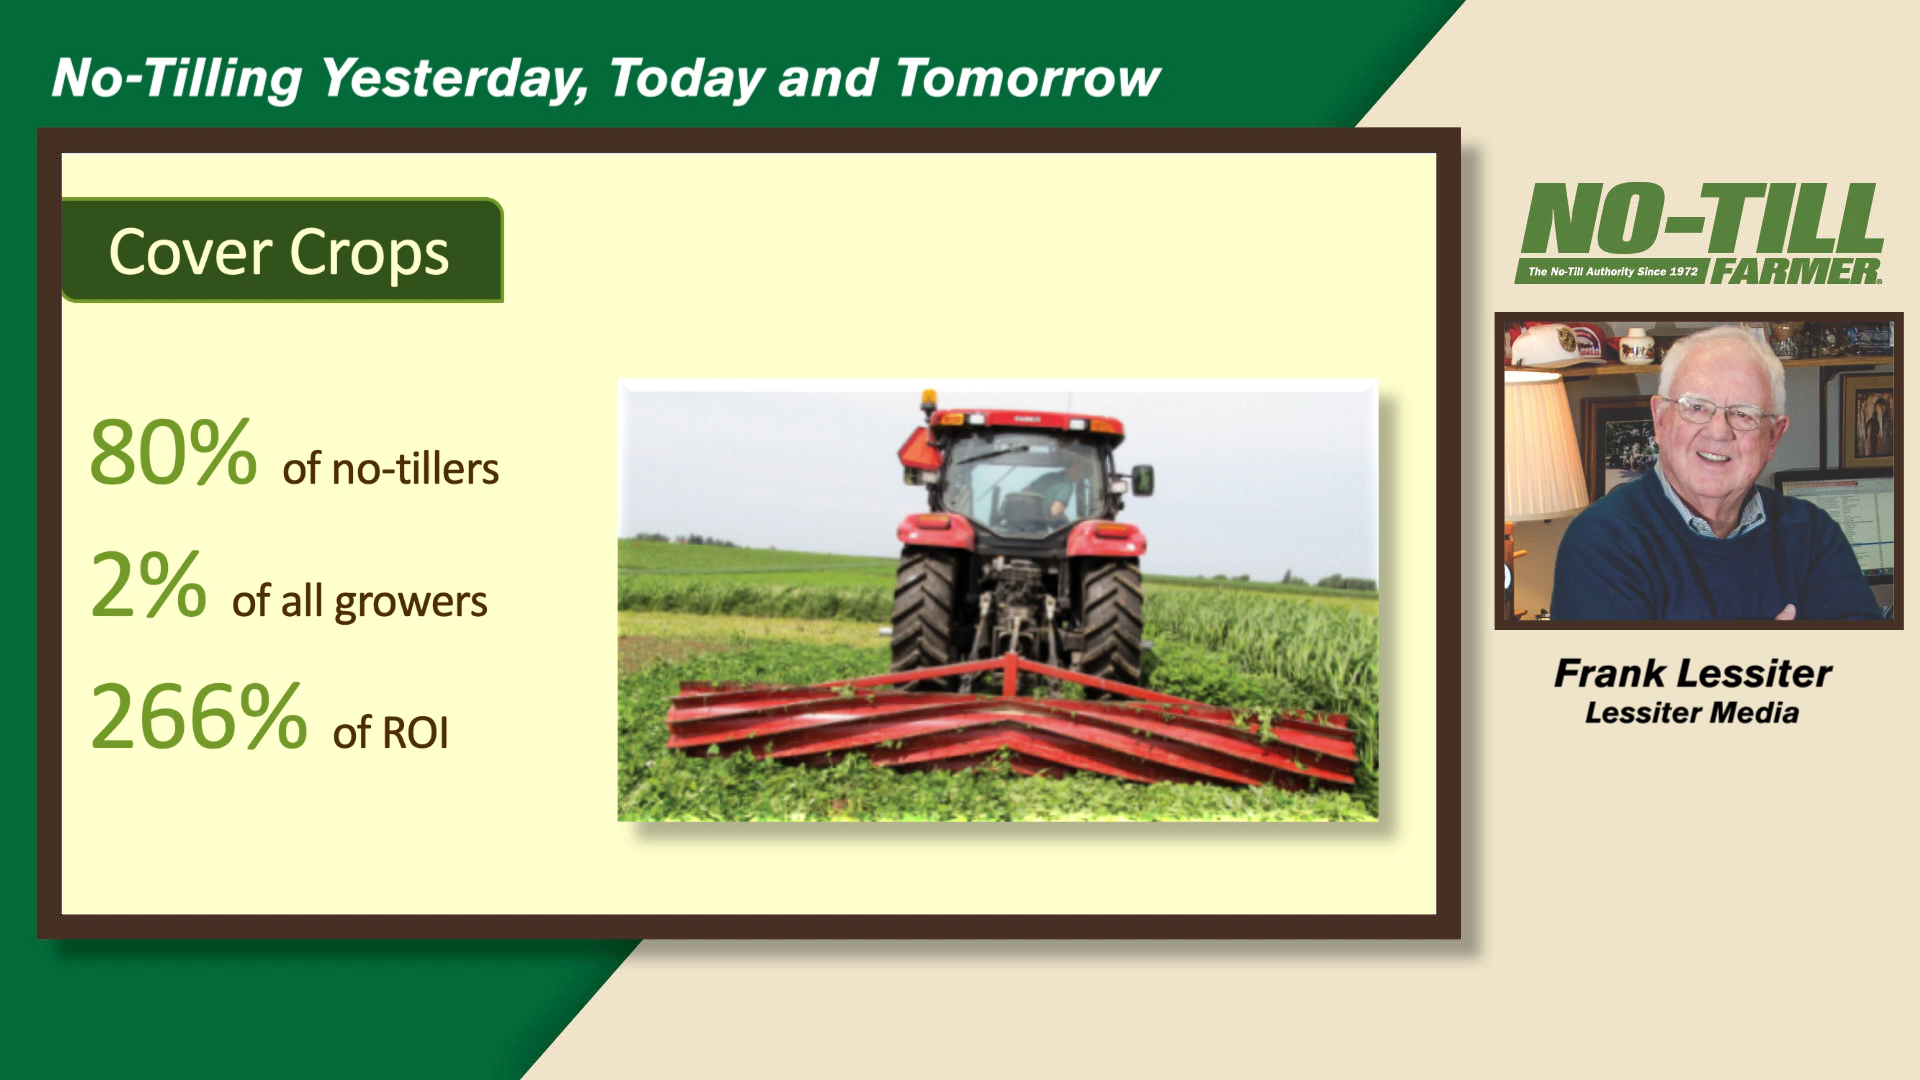 No-Tilling Yesterday, Today and Tomorrow
Cover Crops
80% of no-tillers
2% of all growers
266% of ROI
NO-TILL
The No-Till Authority Since 1972 FARMER
Frank Lessiter
Lessiter Media